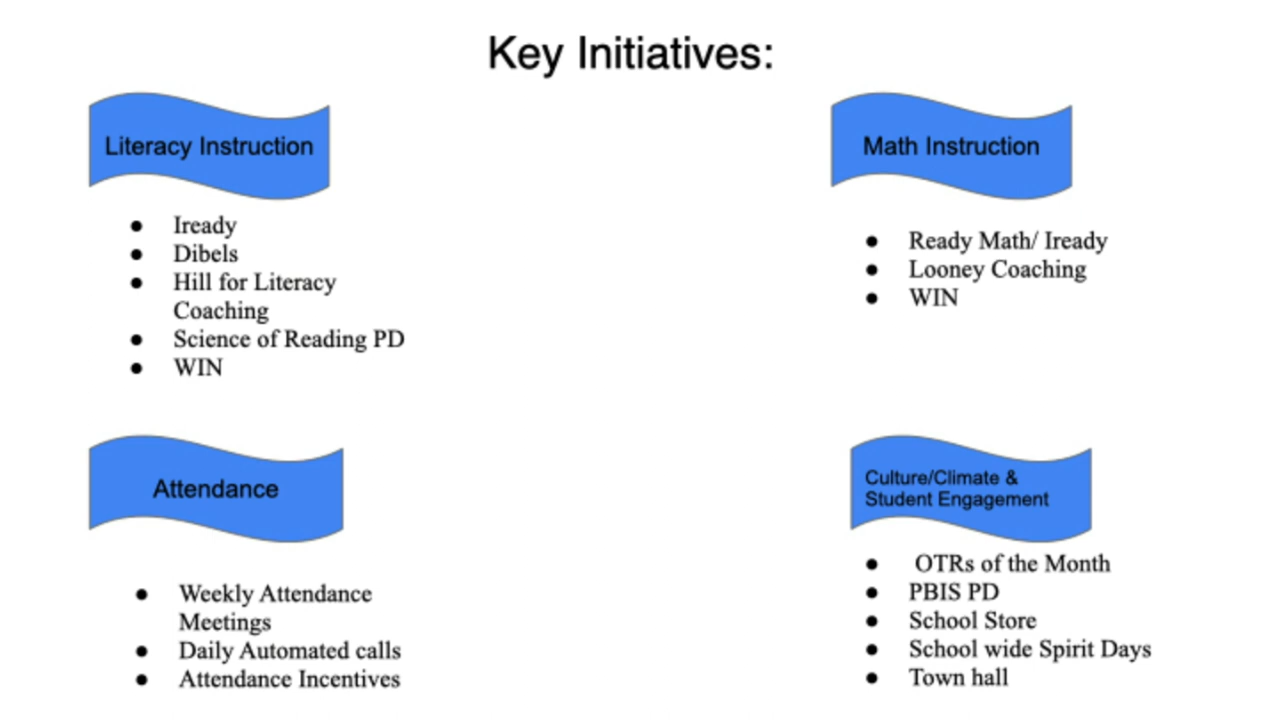 Key Initiatives:
Literacy Instruction
● Iready
● Dibels
● Hill for Literacy
Coaching
● Science of Reading PD
● WIN
Math Instruction
● Ready Math/ Iready
● Looney Coaching
● WIN
Attendance
● Weekly Attendance
Meetings
● Daily Automated calls
● Attendance Incentives
Culture/Climate &
Student Engagement
● OTRs of the Month
● PBIS PD
● School Store
● School wide Spirit Days
● Town hall